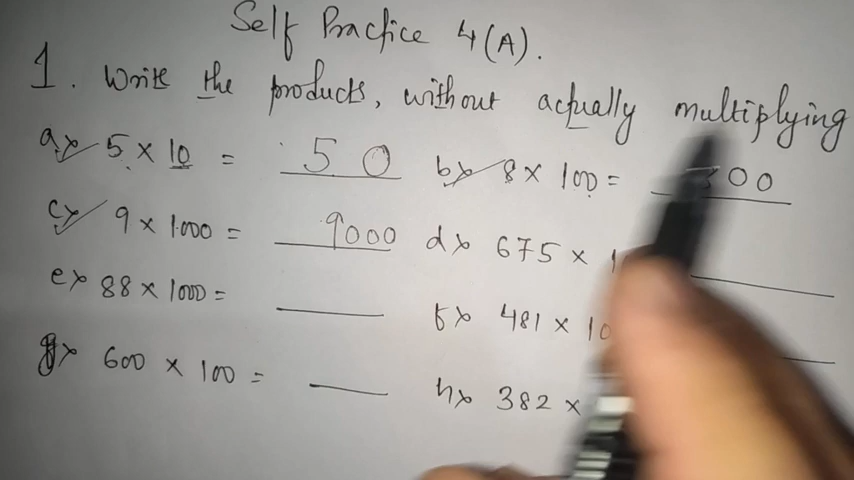 Self Practice 4(A).
1. Write the products, without actually multiplying
a> 5 × 10 = 50 b> 8 × 100 = 00
c> 9 × 1000 = 9000 d> 675 ×
e> 88 × 1000 = f> 481 × 10
g> 600 × 100 = h> 382 ×